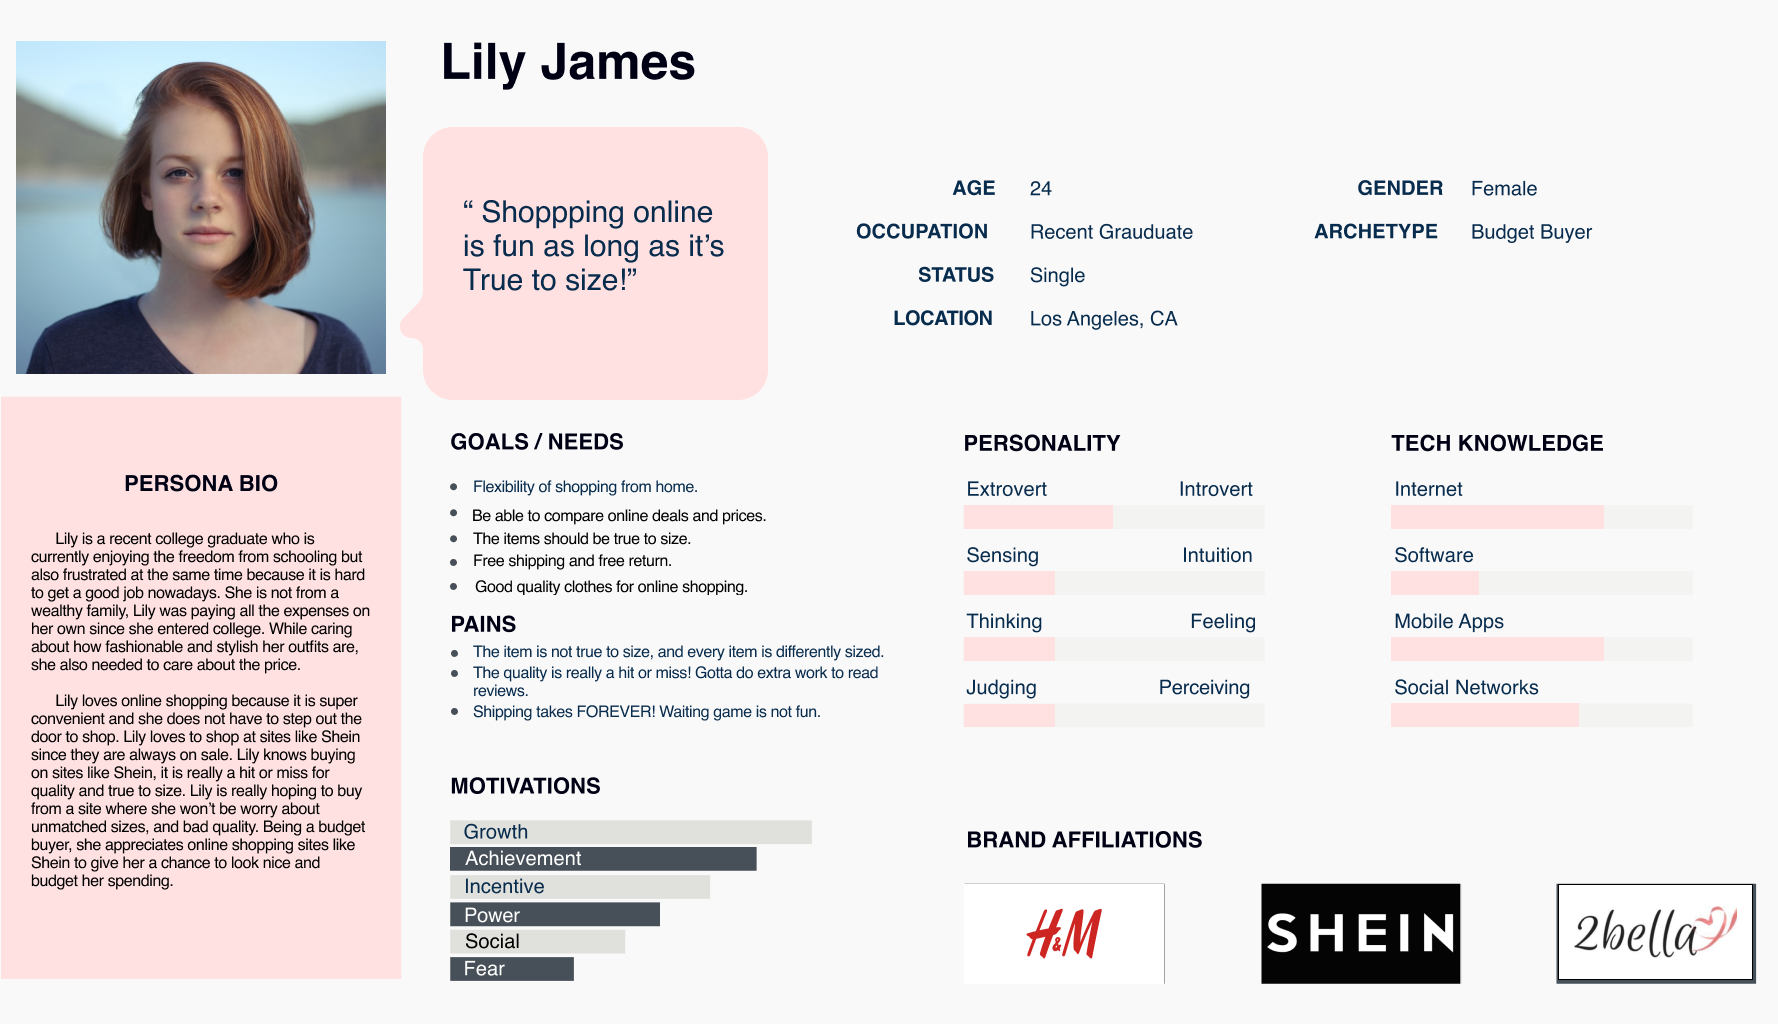 Lily James
“ Shoppping online
is fun as long as it’s
True to size!”
AGE 24
OCCUPATION Recent Grauduate
STATUS Single
LOCATION Los Angeles, CA
GENDER Female
ARCHETYPE Budget Buyer
PERSONA BIO
Lily is a recent college graduate who is
currently enjoying the freedom from schooling but
also frustrated at the same time because it is hard
to get a good job nowadays. She is not from a
wealthy family, Lily was paying all the expenses on
her own since she entered college. While caring
about how fashionable and stylish her outfits are,
she also needed to care about the price.
Lily loves online shopping because it is super
convenient and she does not have to step out the
door to shop. Lily loves to shop at sites like Shein
since they are always on sale. Lily knows buying
on sites like Shein, it is really a hit or miss for
quality and true to size. Lily is really hoping to buy
from a site where she won’t be worry about
unmatched sizes, and bad quality. Being a budget
buyer, she appreciates online shopping sites like
Shein to give her a chance to look nice and
budget her spending.
GOALS / NEEDS
Flexibility of shopping from home.
Be able to compare online deals and prices.
The items should be true to size.
Free shipping and free return.
Good quality clothes for online shopping.
PAINS
The item is not true to size, and every item is differently sized.
The quality is really a hit or miss! Gotta do extra work to read
reviews.
Shipping takes FOREVER! Waiting game is not fun.
MOTIVATIONS
Growth
Achievement
Incentive
Power
Social
Fear
PERSONALITY
Extrovert Introvert
Sensing Intuition
Thinking Feeling
Judging Perceiving
TECH KNOWLEDGE
Internet
Software
Mobile Apps
Social Networks
BRAND AFFILIATIONS
H&M
SHEIN
2bella